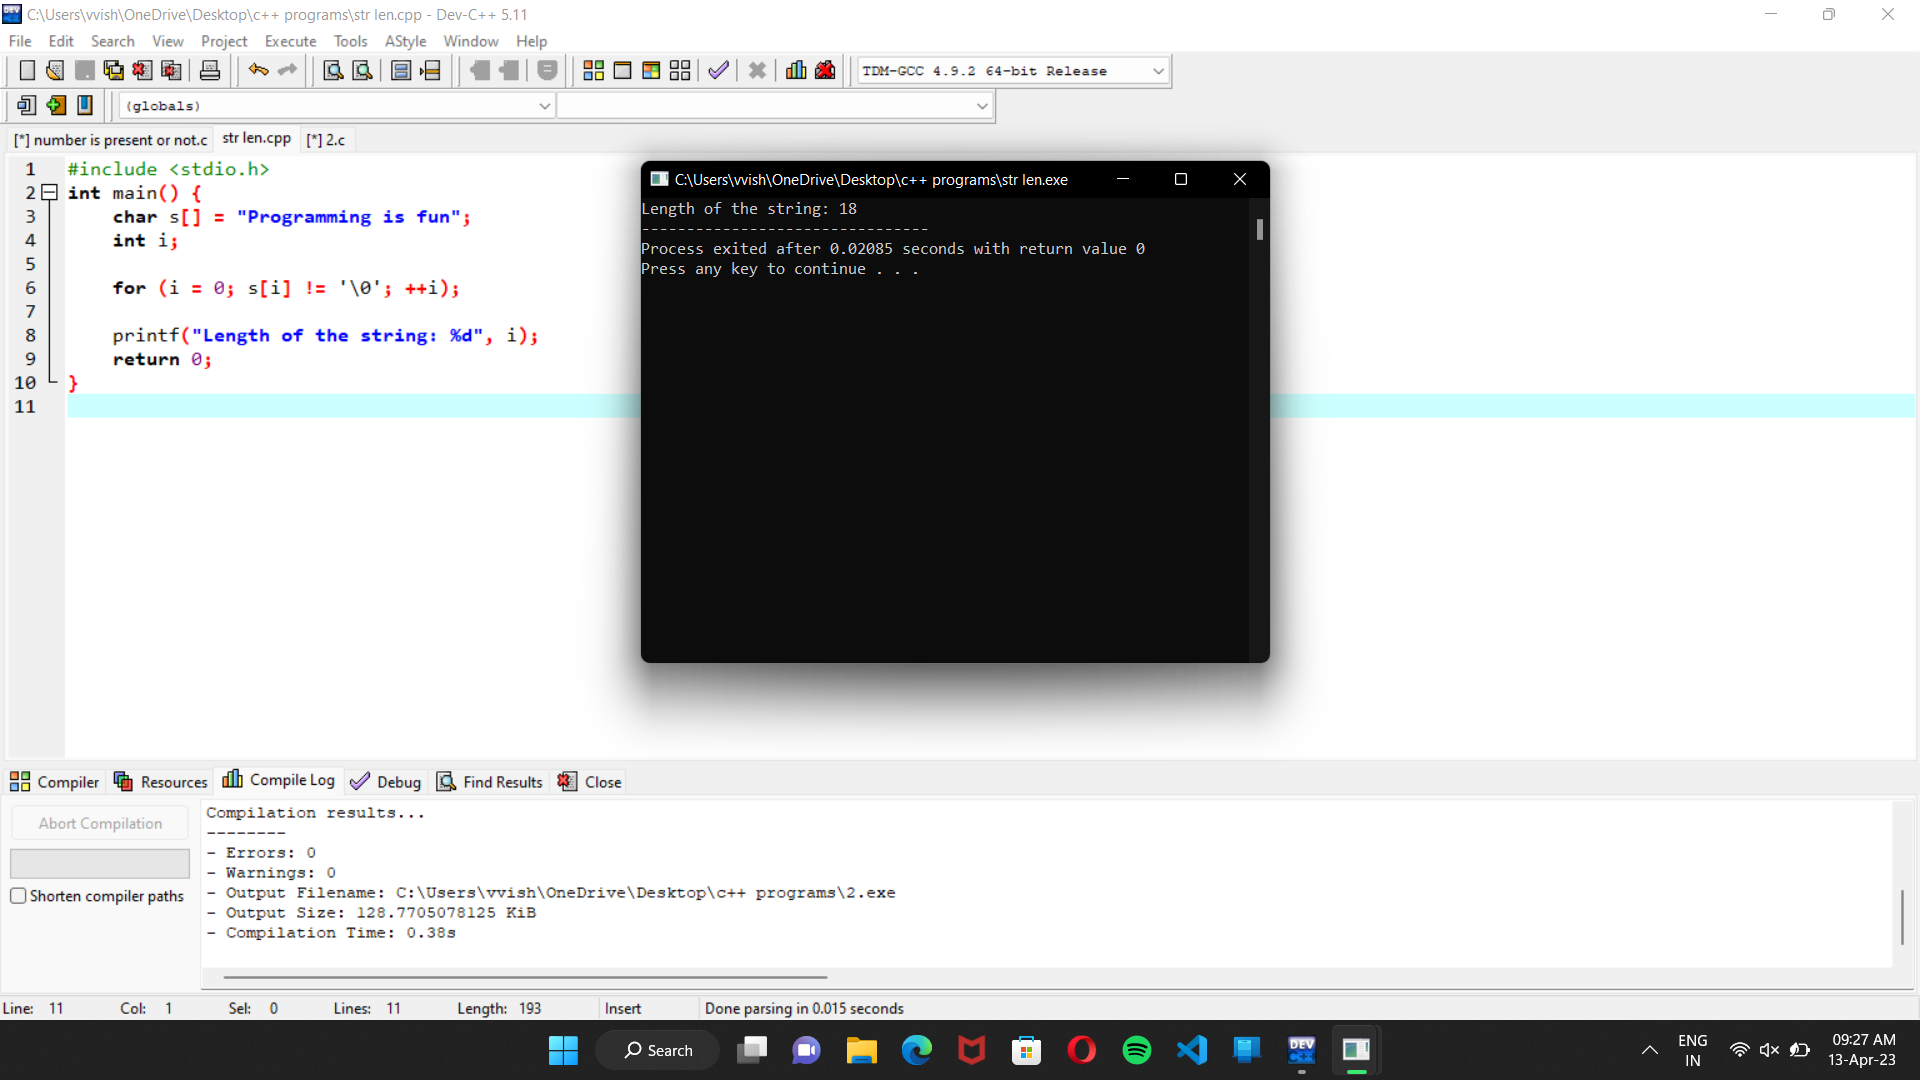 C:\Users\vvish\OneDrive\Desktop\c++ programs\str len.cpp - Dev-C++ 5.11
File Edit Search View Project Execute Tools AStyle Window Help
TDM-GCC 4.9.2 64-bit Release
(globals)
[*] number is present or not.c str len.cpp [*] 2.c
1 #include <stdio.h>
2 int main() {
3 char s[] = "Programming is fun";
4 int i;
5
6 for (i = 0; s[i] != '\0'; ++i);
7
8 printf("Length of the string: %d", i);
9 return 0;
10 }
11
C:\Users\vvish\OneDrive\Desktop\c++ programs\str len.exe
Length of the string: 18
--------------------------------
Process exited after 0.02085 seconds with return value 0
Press any key to continue . . .
Compiler Resources Compile Log Debug Find Results Close
Abort Compilation
Shorten compiler paths
Compilation results...
--------
- Errors: 0
- Warnings: 0
- Output Filename: C:\Users\vvish\OneDrive\Desktop\c++ programs\2.exe
- Output Size: 128.7705078125 KiB
- Compilation Time: 0.38s
Line: 11 Col: 1 Sel: 0 Lines: 11 Length: 193 Insert Done parsing in 0.015 seconds
Search
DEV
C++
ENG
IN
09:27 AM
13-Apr-23